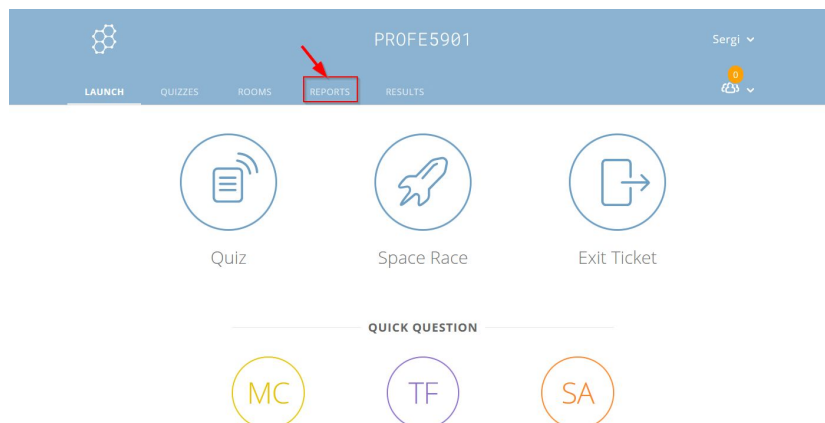 PROFE5901
Sergi
0
LAUNCH QUIZZES ROOMS REPORTS RESULTS
Quiz Space Race Exit Ticket
QUICK QUESTION
MC TF SA